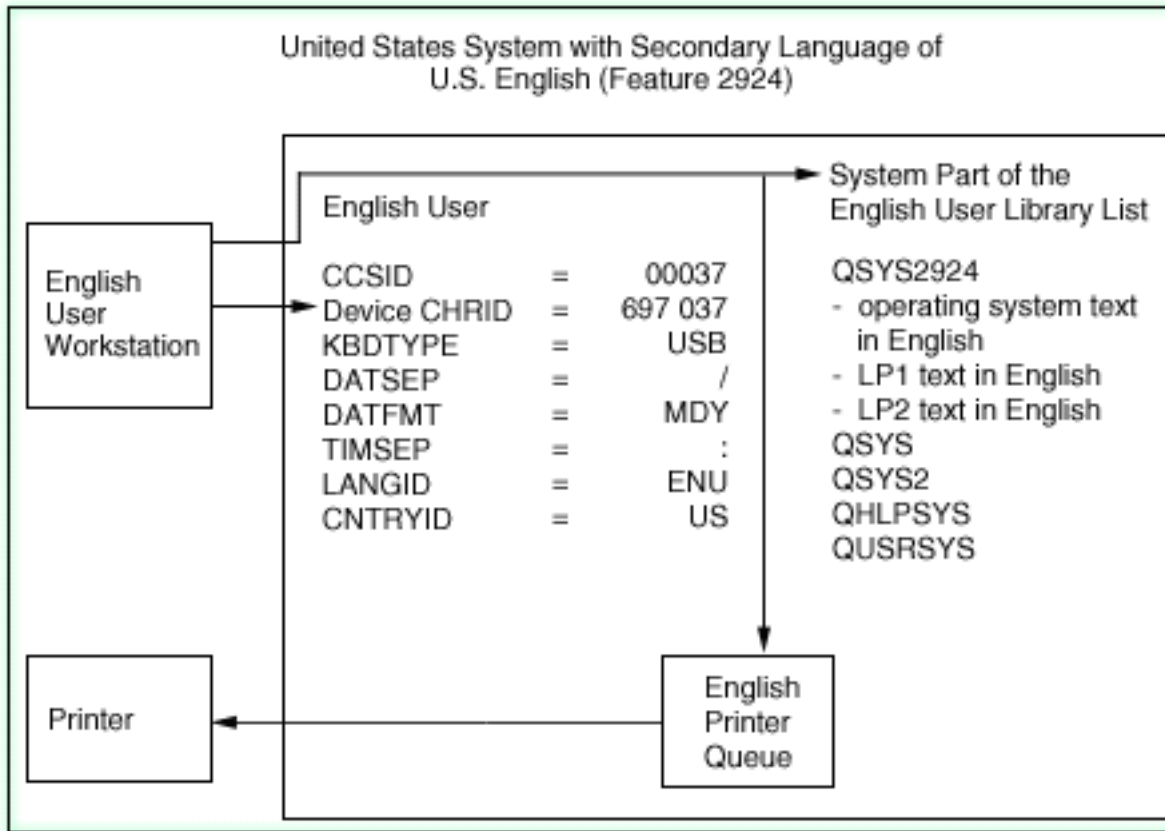 United States System with Secondary Language of
U.S. English (Feature 2924)
English
User
Workstation
English User
CCSID = 00037
Device CHRID = 697 037
KBDTYPE = USB
DATSEP = /
DATFMT = MDY
TIMSEP = :
LANGID = ENU
CNTRYID = US
System Part of the
English User Library List
QSYS2924
- operating system text
in English
- LP1 text in English
- LP2 text in English
QSYS
QSYS2
QHLPSYS
QUSRSYS
Printer
English
Printer
Queue